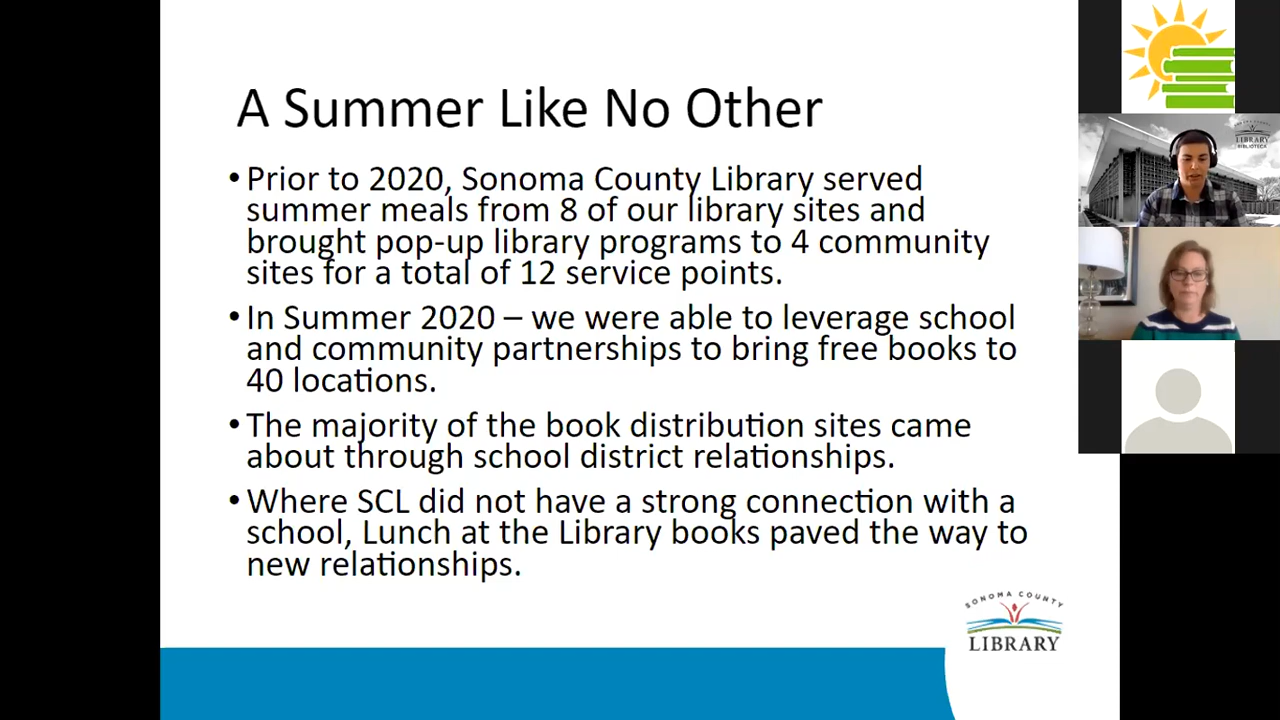 A Summer Like No Other
• Prior to 2020, Sonoma County Library served
summer meals from 8 of our library sites and
brought pop-up library programs to 4 community
sites for a total of 12 service points.
• In Summer 2020 – we were able to leverage school
and community partnerships to bring free books to
40 locations.
• The majority of the book distribution sites came
about through school district relationships.
• Where SCL did not have a strong connection with a
school, Lunch at the Library books paved the way to
new relationships.
SONOMA COUNTY
LIBRARY
SONOMA COUNTY
LIBRARY
BIBLIOTECA